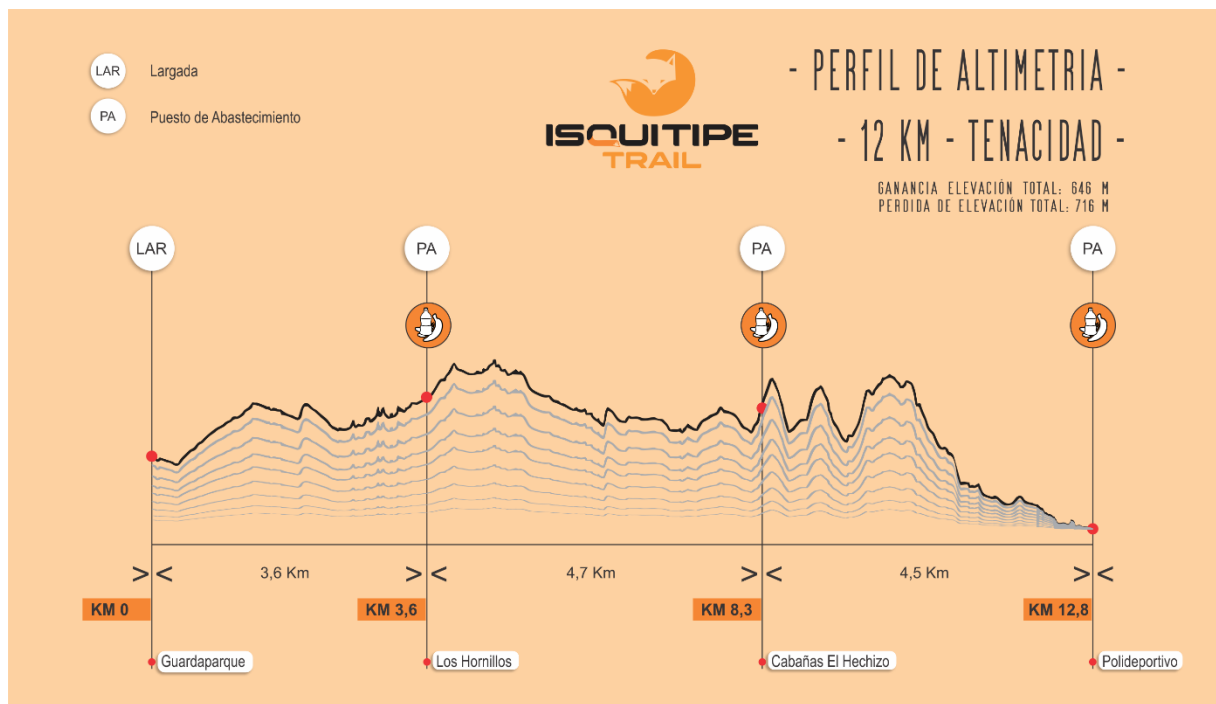 LAR Largada
PA Puesto de Abastecimiento
ISQUITIPE
TRAIL
- PERFIL DE ALTIMETRIA -
- 12 KM - TENACIDAD -
GANANCIA ELEVACIÓN TOTAL: 646 M
PERDIDA DE ELEVACIÓN TOTAL: 716 M
LAR PA PA PA
> < 3,6 Km > < 4,7 Km > < 4,5 Km > <
KM 0 KM 3,6 KM 8,3 KM 12,8
Guardaparque Los Hornillos Cabañas El Hechizo Polideportivo